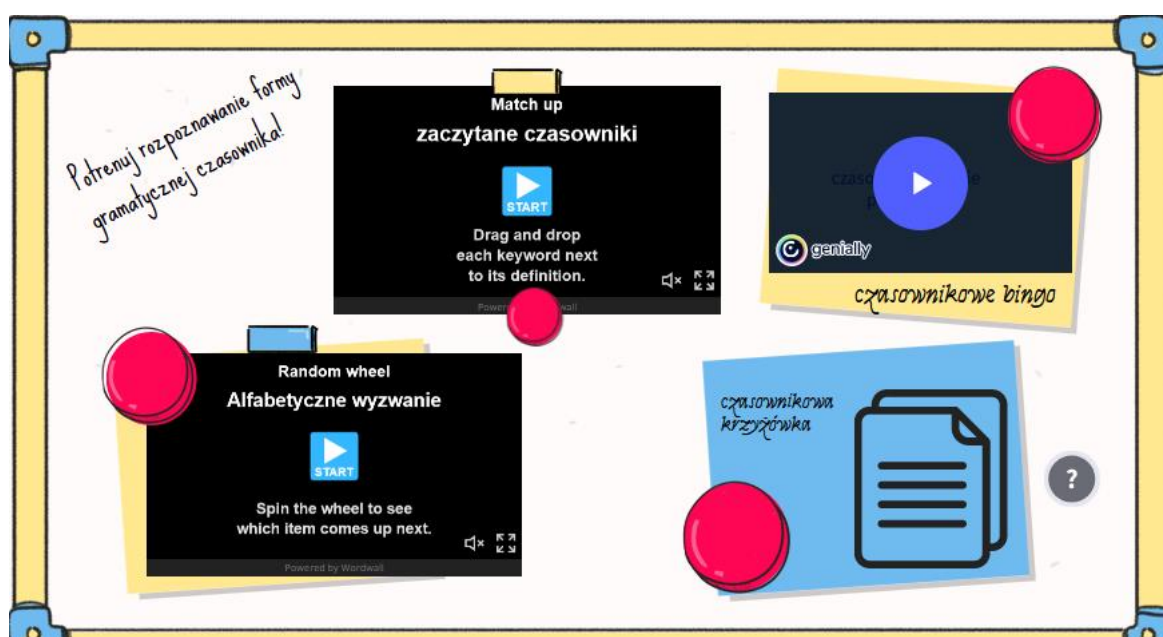 Potrenuj rozpoznawanie formy
gramatycznej czasownika!
Match up
zaczytane czasowniki
START
Drag and drop
each keyword next
to its definition.
genially
czasownikowe bingo
Random wheel
Alfabetyczne wyzwanie
START
Spin the wheel to see
which item comes up next.
Powered by Wordwall
czasownikowa
krzyżówka
?